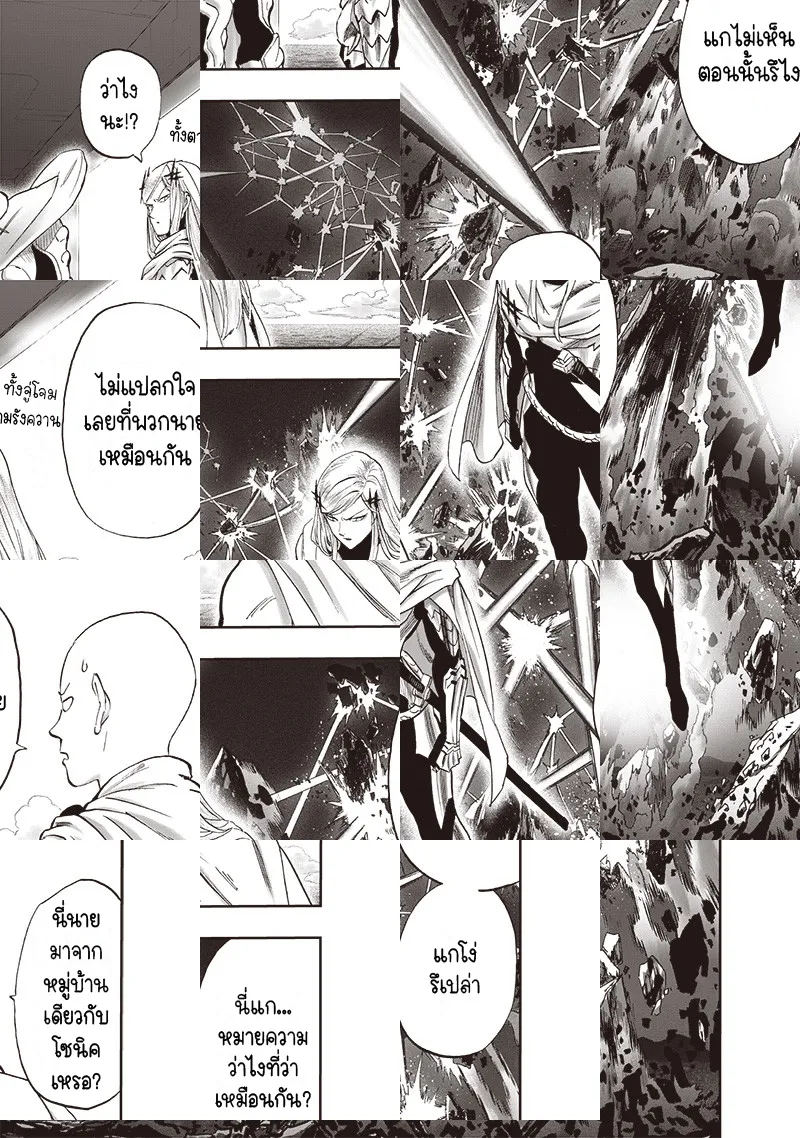 ว่าไง
นะ!?
ทั้งต
แกไม่เห็น
ตอนนั้นรึไง
ทั้งจู่โจม
ามรังควาน
ไม่แปลกใจ
เลยที่พวกนาย
เหมือนกัน
นี่นาย
มาจาก
หมู่บ้าน
เดียวกับ
โซนิค
เหรอ?
นี่แก...
หมายความ
ว่าไงที่ว่า
เหมือนกัน?
แกโง่
รึเปล่า